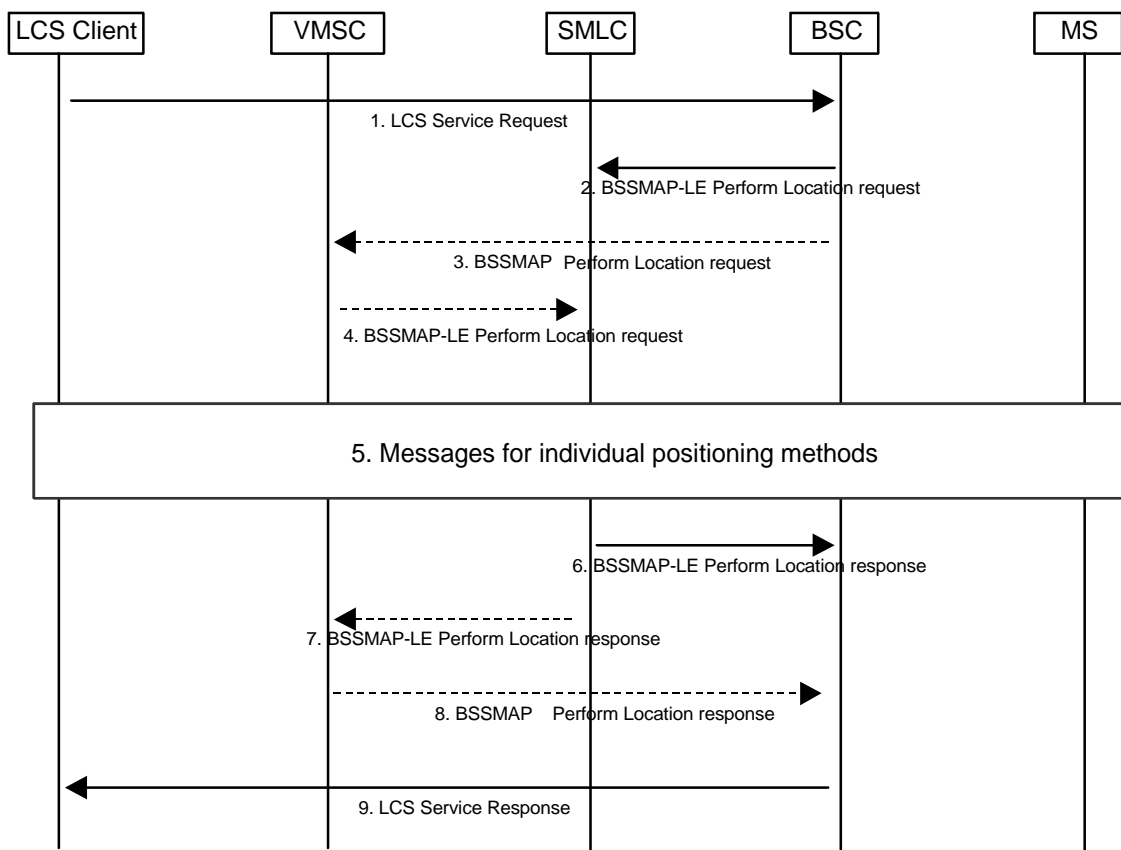 LCS Client VMSC SMLC BSC MS
1. LCS Service Request
2. BSSMAP-LE Perform Location request
3. BSSMAP Perform Location request
4. BSSMAP-LE Perform Location request
5. Messages for individual positioning methods
6. BSSMAP-LE Perform Location response
7. BSSMAP-LE Perform Location response
8. BSSMAP Perform Location response
9. LCS Service Response